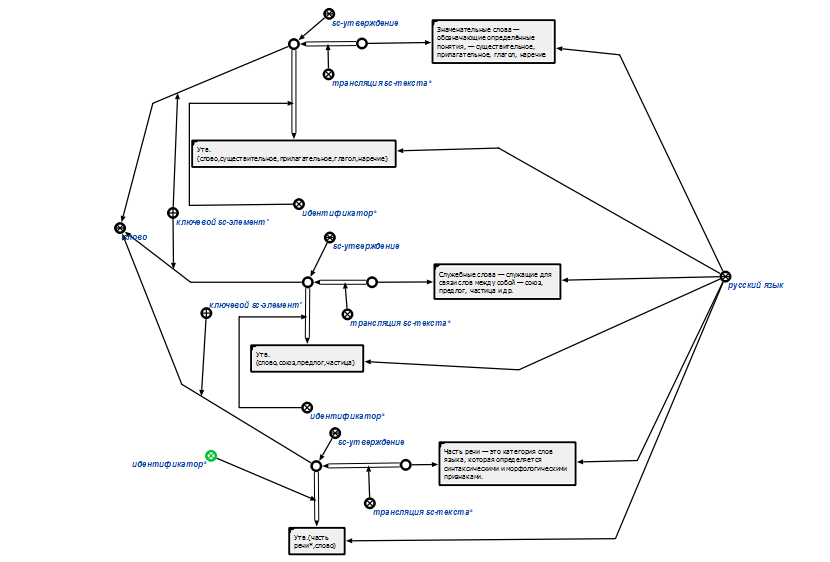 sc-утверждение
Значенательные слова —
обозначающие определённые
понятия, — существительное,
прилагательное, глагол, наречие
трансляция sc-текста*
Утв.
(слово,существительное,прилагательное,глагол,наречие)
идентификатор*
ключевой sc-элемент'
слово
sc-утверждение
Служебные слова — служащие для
связи слов между собой — союз,
предлог, частица и др.
русский язык
ключевой sc-элемент'
трансляция sc-текста*
Утв.
(слово,союз,предлог,частица)
идентификатор*
sc-утверждение
Часть речи — это категория слов
языка, которая определяется
синтаксическими и морфологическими
признаками.
идентификатор*
трансляция sc-текста*
Утв.(часть
речи*,слово)